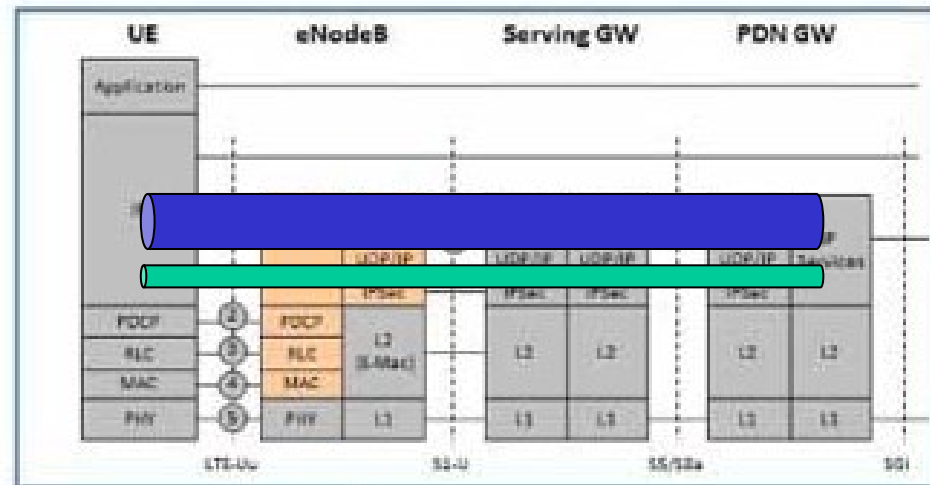 UE eNodeB Serving GW PDN GW
Application
IP
UDP/IP UDP/IP UDP/IP UDP/IP Services
IPSec IPSec IPSec IPSec
PDCP 2 PDCP
RLC 3 RLC L2 L2 L2 L2 L2
MAC 4 MAC
PHY 5 PHY L1 L1 L1 L1 L1
LTE-Uu S1-U S5/S8a SGi